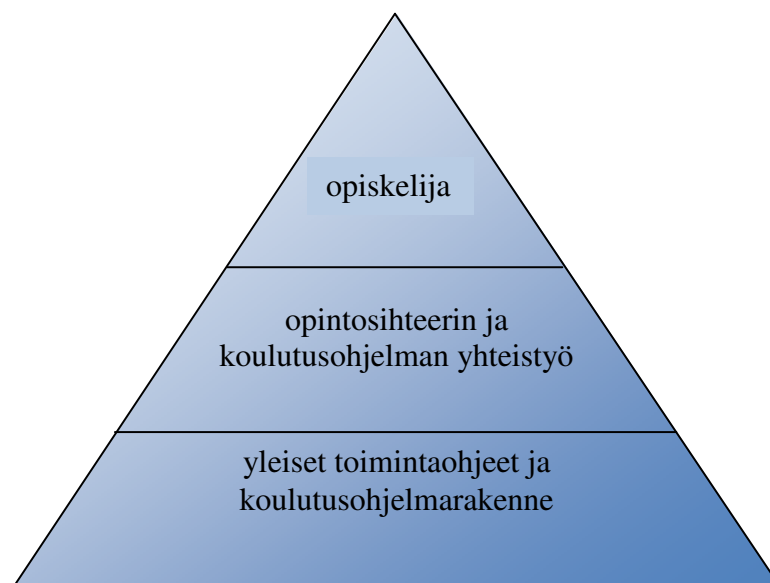 opiskelija
opintosihteerin ja
koulutusohjelman yhteistyö
yleiset toimintaohjeet ja
koulutusohjelmarakenne